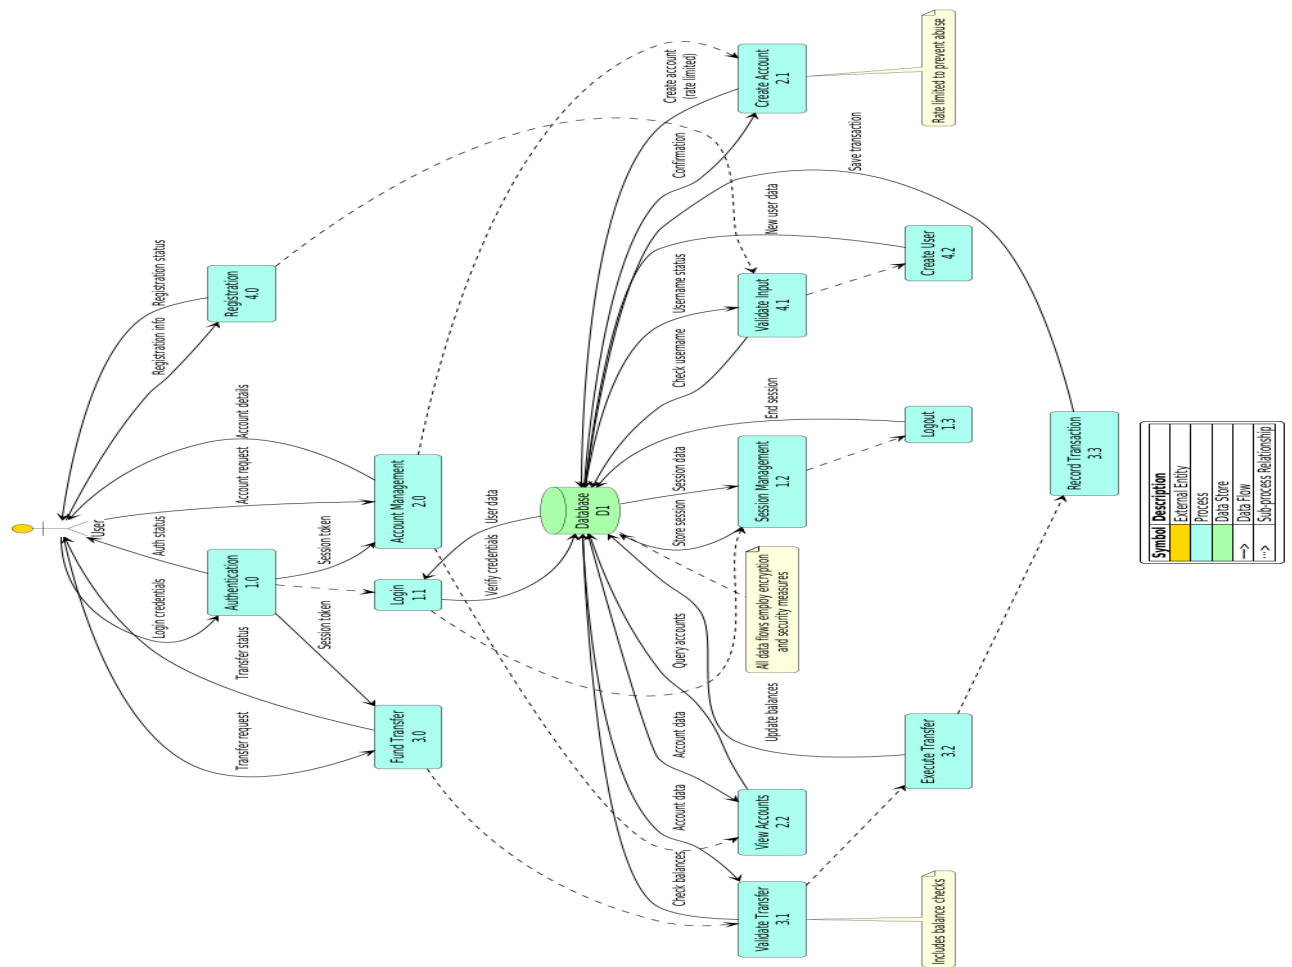 User
Registration status
Registration info
Registration
4.0
Account details
Account request
Auth status
Login credentials
Transfer status
Transfer request
Authentication
1.0
Session token
Session token
Account Management
2.0
Login
1.1
Fund Transfer
3.0
User data
Verify credentials
Database
D1
Create account
(rate limited)
Confirmation
Save transaction
New user data
Username status
Check username
End session
Session data
Store session
Query accounts
Update balances
Account data
Account data
Check balances
Create Account
2.1
Validate Input
4.1
Session Management
1.2
All data flows employ encryption
and security measures
View Accounts
2.2
Validate Transfer
3.1
Rate limited to prevent abuse
Create User
4.2
Logout
1.3
Execute Transfer
3.2
Includes balance checks
Record Transaction
3.3
Symbol Description
External Entity
Process
Data Store
==> Data Flow
...> Sub-process Relationship